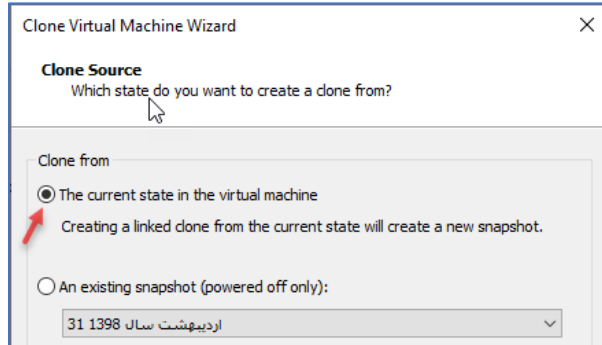 Clone Virtual Machine Wizard
Clone Source
Which state do you want to create a clone from?
Clone from
The current state in the virtual machine
Creating a linked clone from the current state will create a new snapshot.
An existing snapshot (powered off only):
31 اردیبهشت سال 1398